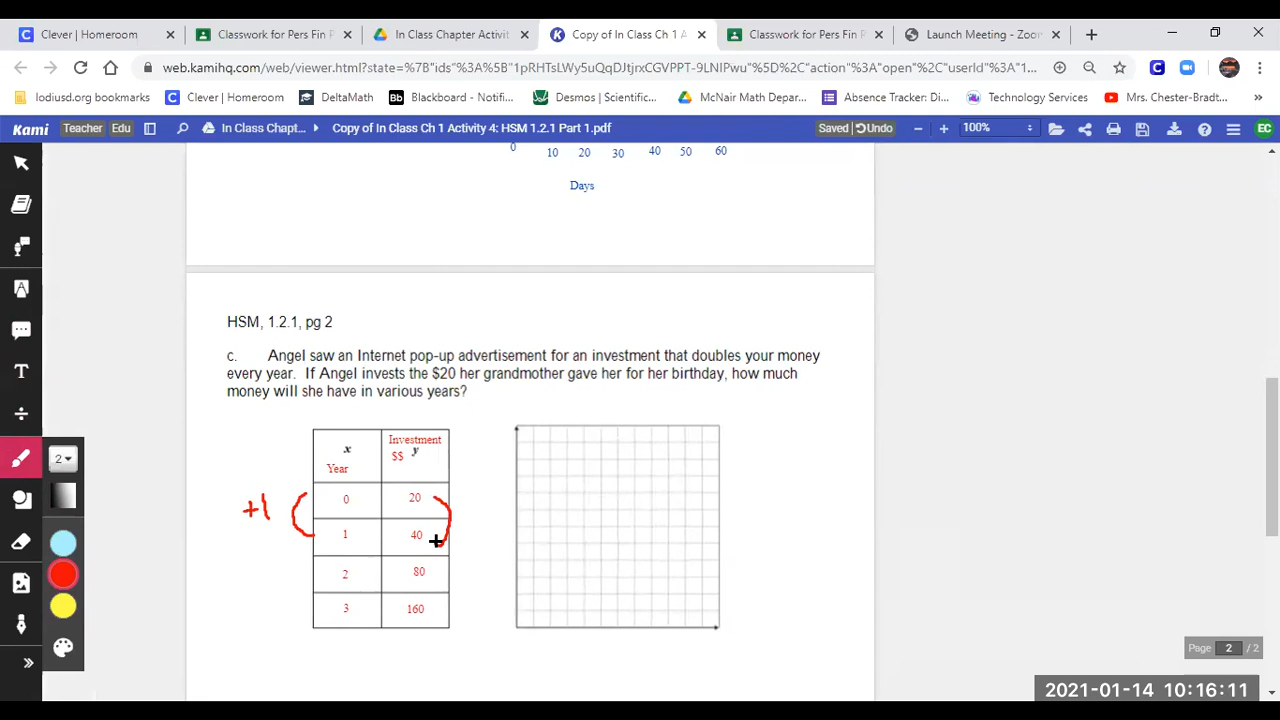 Clever | Homeroom
Classwork for Pers Fin R
In Class Chapter Activit
Copy of In Class Ch 1 A
Classwork for Pers Fin R
Launch Meeting - Zoom
web.kamihq.com/web/viewer.html?state=%7B"ids"%3A%5B"1pRHTsLWy5uQqDJtjrxCGVPPT-9LNIPwu"%5D%2C"action"%3A"open"%2C"userId"%3A"1...
lodiusd.org bookmarks
Clever | Homeroom
DeltaMath
Bb Blackboard - Notifi...
Desmos | Scientific...
McNair Math Depar...
Absence Tracker: Di...
Technology Services
Mrs. Chester-Bradt...
Kami Teacher Edu
In Class Chapt...
Copy of In Class Ch 1 Activity 4: HSM 1.2.1 Part 1.pdf
Saved Undo
100%
EC
0 10 20 30 40 50 60
Days
HSM, 1.2.1, pg 2
c. Angel saw an Internet pop-up advertisement for an investment that doubles your money
every year. If Angel invests the $20 her grandmother gave her for her birthday, how much
money will she have in various years?
x Year
Investment $$ y
+1
0 20
1 40
2 80
3 160
2
Page 2 / 2
2021-01-14 10:16:11